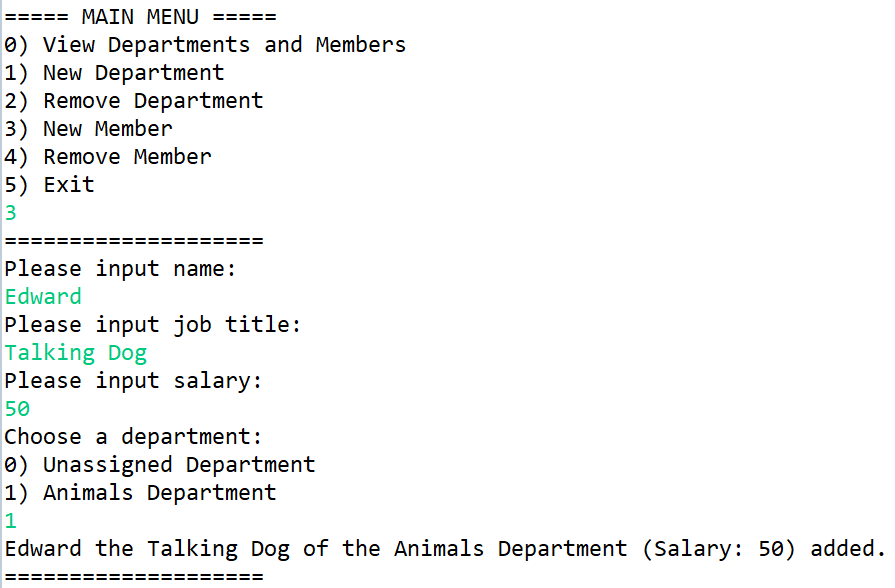 ===== MAIN MENU =====
0) View Departments and Members
1) New Department
2) Remove Department
3) New Member
4) Remove Member
5) Exit
3
====================
Please input name:
Edward
Please input job title:
Talking Dog
Please input salary:
50
Choose a department:
0) Unassigned Department
1) Animals Department
1
Edward the Talking Dog of the Animals Department (Salary: 50) added.
====================